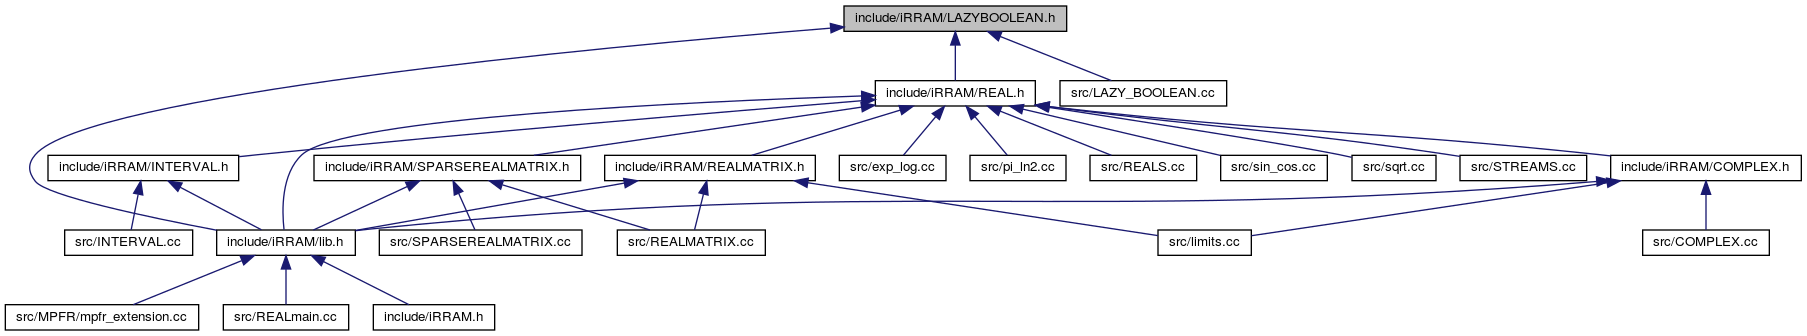 include/iRRAM/LAZYBOOLEAN.h
include/iRRAM/REAL.h
src/LAZY_BOOLEAN.cc
include/iRRAM/INTERVAL.h
include/iRRAM/SPARSEREALMATRIX.h
include/iRRAM/REALMATRIX.h
src/exp_log.cc
src/pi_ln2.cc
src/REALS.cc
src/sin_cos.cc
src/sqrt.cc
src/STREAMS.cc
include/iRRAM/COMPLEX.h
src/INTERVAL.cc
include/iRRAM/lib.h
src/SPARSEREALMATRIX.cc
src/REALMATRIX.cc
src/limits.cc
src/COMPLEX.cc
src/MPFR/mpfr_extension.cc
src/REALmain.cc
include/iRRAM.h